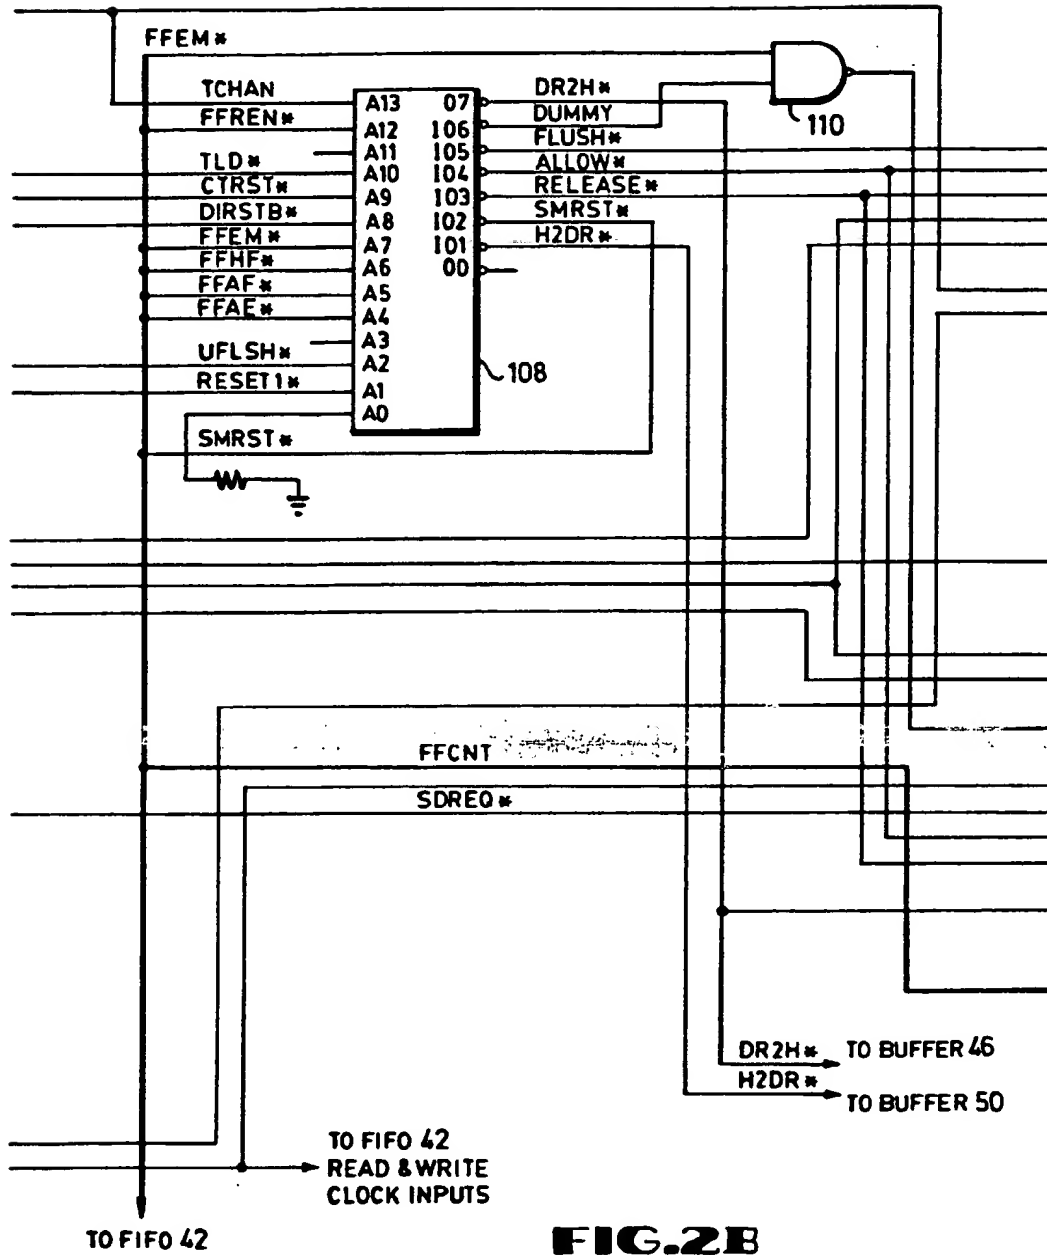 FFEM*
TCHAN A13 07 DR2H*
FFREN* A12 106 DUMMY
A11 105 FLUSH*
TLD* A10 104 ALLOW*
CTRST* A9 103 RELEASE*
DIRSTB* A8 102 SMRST*
FFEM* A7 101 H2DR*
FFHF* A6 00
FFAF* A5
FFAE* A4
A3
UFLSH* A2
RESET1* A1
A0
108
110
SMRST*
FFCNT
SDREQ*
DR2H* TO BUFFER 46
H2DR* TO BUFFER 50
TO FIFO 42
READ & WRITE
CLOCK INPUTS
TO FIFO 42
FIG.2B